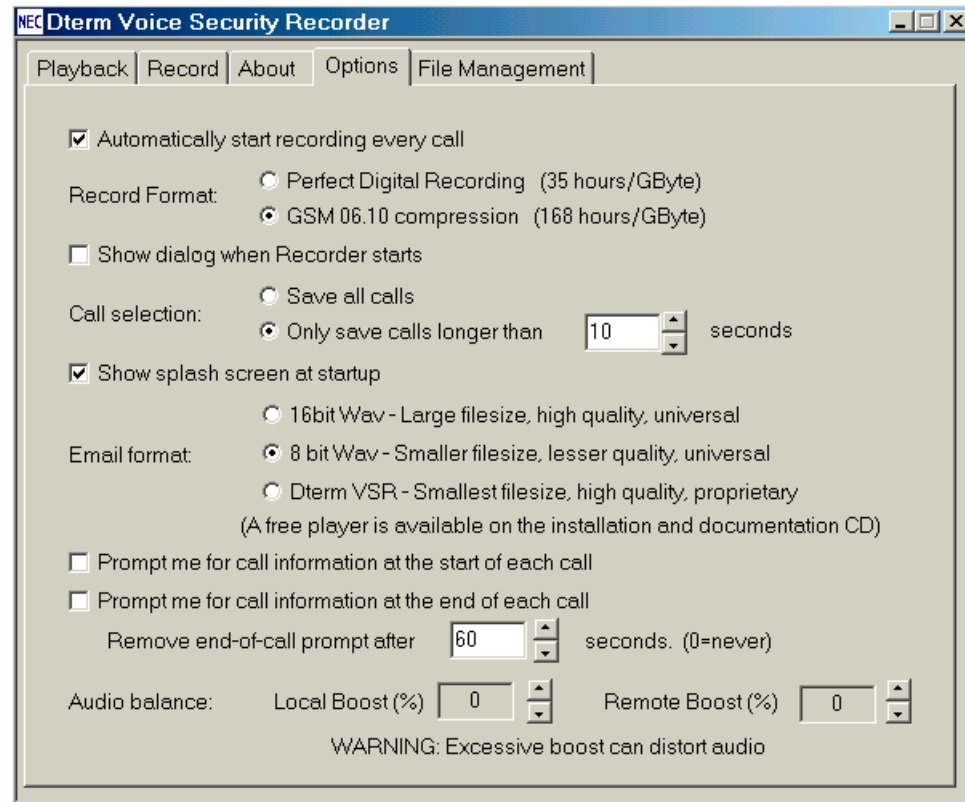 NEC Dterm Voice Security Recorder
Playback Record About Options File Management
Automatically start recording every call
Record Format:
Perfect Digital Recording (35 hours/GByte)
GSM 06.10 compression (168 hours/GByte)
Show dialog when Recorder starts
Call selection:
Save all calls
Only save calls longer than 10 seconds
Show splash screen at startup
Email format:
16bit Wav - Large filesize, high quality, universal
8 bit Wav - Smaller filesize, lesser quality, universal
Dterm VSR - Smallest filesize, high quality, proprietary
(A free player is available on the installation and documentation CD)
Prompt me for call information at the start of each call
Prompt me for call information at the end of each call
Remove end-of-call prompt after 60 seconds. (0=never)
Audio balance: Local Boost (%) 0 Remote Boost (%) 0
WARNING: Excessive boost can distort audio